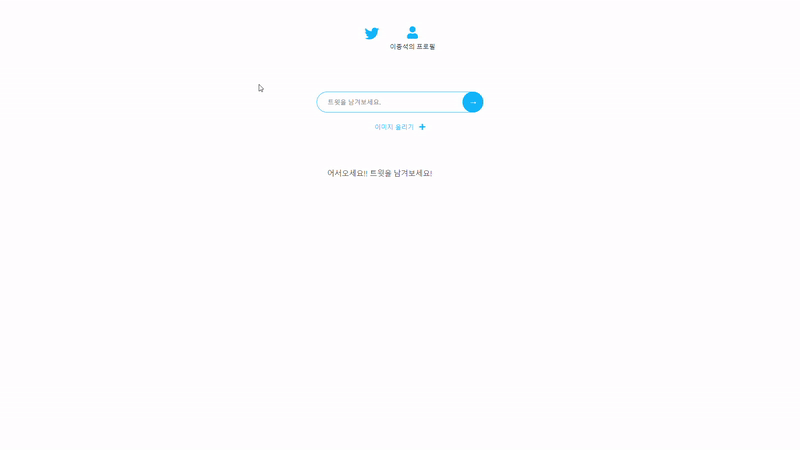 이종석의 프로필
트윗을 남겨보세요.
→
이미지 올리기 +
어서오세요!! 트윗을 남겨보세요!